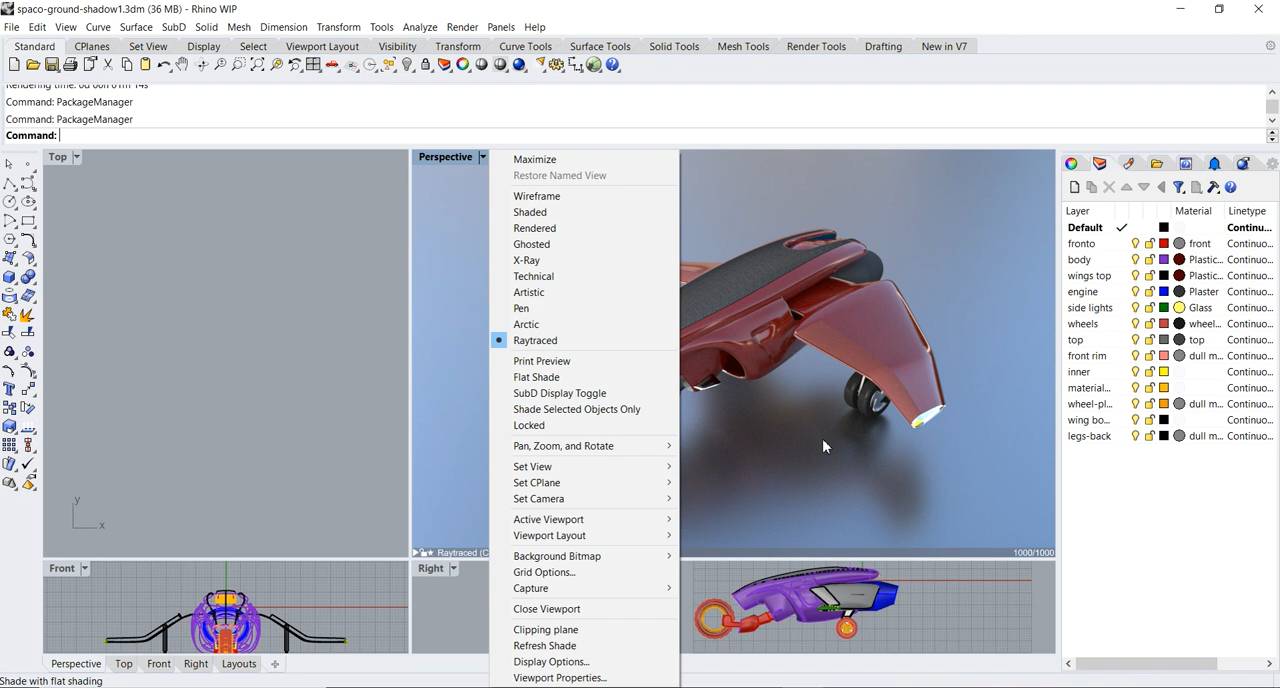 spaco-ground-shadow1.3dm (36 MB) - Rhino WIP
File Edit View Curve Surface SubD Solid Mesh Dimension Transform Tools Analyze Render Panels Help
Standard CPlanes Set View Display Select Viewport Layout Visibility Transform Curve Tools Surface Tools Solid Tools Mesh Tools Render Tools Drafting New in V7
Command: PackageManager
Command: PackageManager
Command:
Top
Perspective
Maximize
Restore Named View
Wireframe
Shaded
Rendered
Ghosted
X-Ray
Technical
Artistic
Pen
Arctic
Raytraced
Print Preview
Flat Shade
SubD Display Toggle
Shade Selected Objects Only
Locked
Pan, Zoom, and Rotate
Set View
Set CPlane
Set Camera
Active Viewport
Viewport Layout
Background Bitmap
Grid Options...
Capture
Close Viewport
Clipping plane
Refresh Shade
Display Options...
Viewport Properties...
Layer Material Linetype
Default Continu...
fronto front Continuo...
body Plastic... Continuo...
wings top Plastic... Continuo...
engine Plaster Continuo...
side lights Glass Continuo...
wheels wheel... Continuo...
top top Continuo...
front rim dull m... Continuo...
inner Continuo...
material... Continuo...
wheel-pl... dull m... Continuo...
wing bo... Continuo...
legs-back dull m... Continuo...
y
x
Raytraced (C
1000/1000
Front
Right
Perspective Top Front Right Layouts
Shade with flat shading